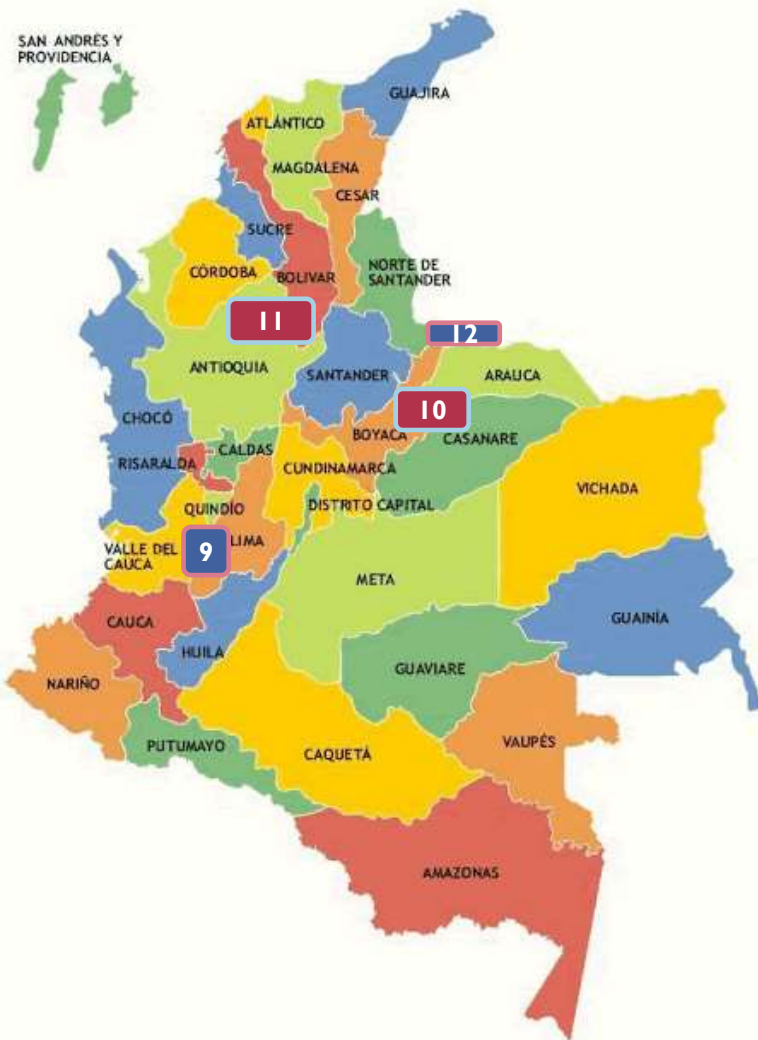 SAN ANDRÉS Y
PROVIDENCIA
GUAJIRA
ATLÁNTICO
MAGDALENA
CESAR
SUCRE
NORTE DE
SANTANDER
CÓRDOBA
BOLIVAR
11
12
ANTIOQUIA
SANTANDER
ARAUCA
10
CHOCÓ
BOYACA
CASANARE
CALDAS
RISARALDA
CUNDINAMARCA
VICHADA
QUINDÍO
DISTRITO CAPITAL
LIMA
VALLE DEL
CAUCA
9
META
CAUCA
GUAINÍA
HUILA
GUAVIARE
NARIÑO
VAUPÉS
PUTUMAYO
CAQUETÁ
AMAZONAS